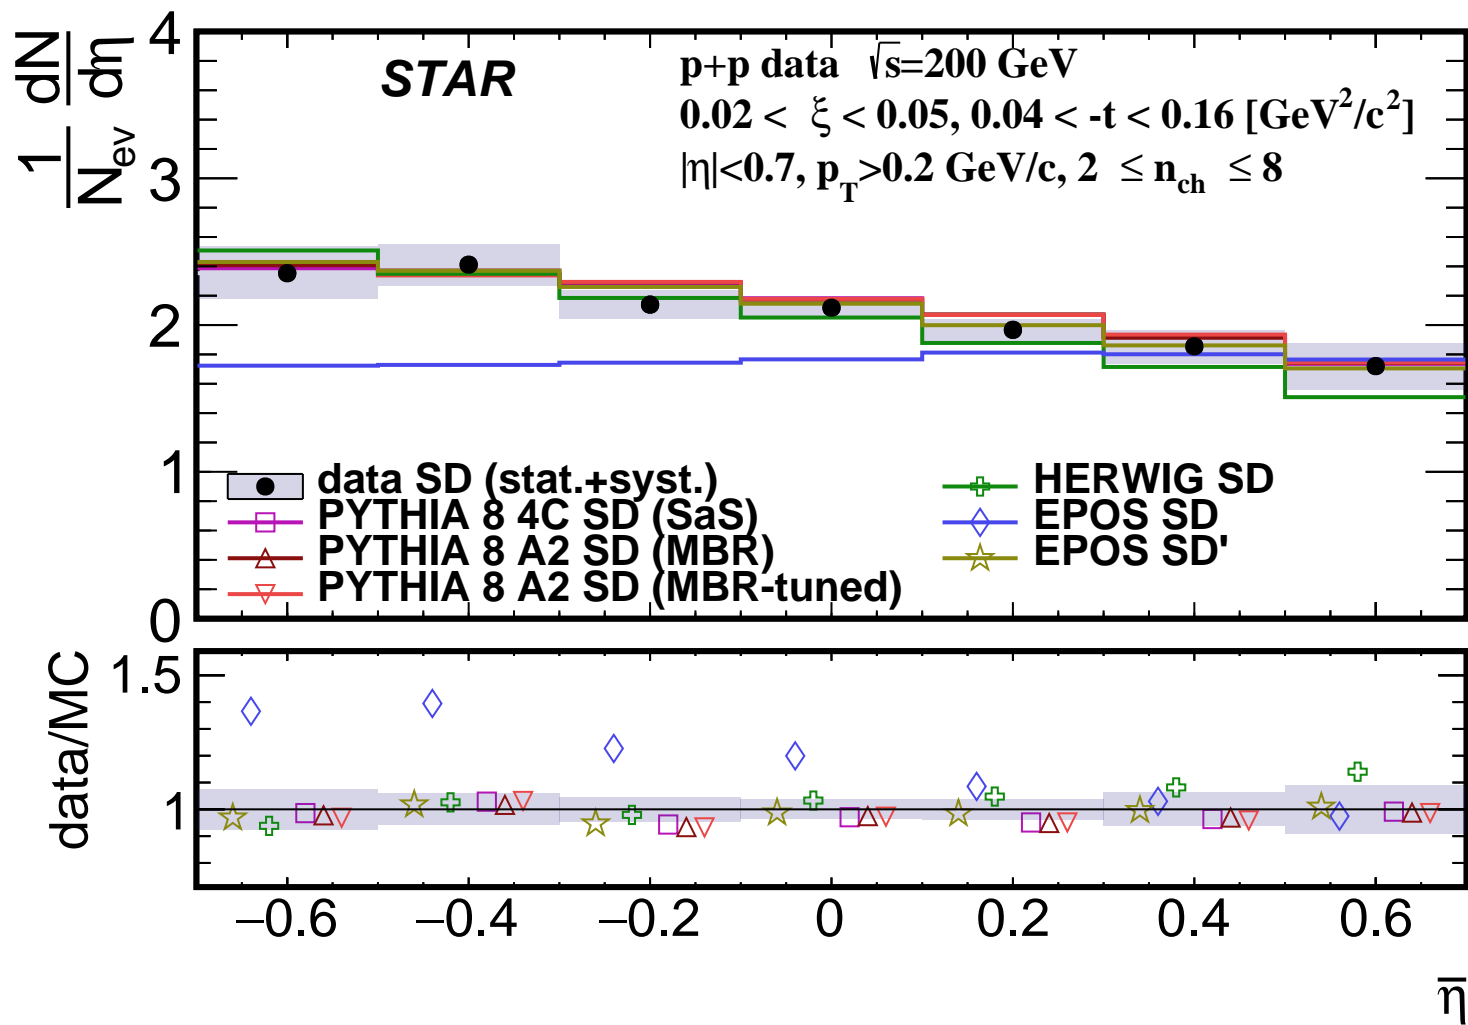 1/N_ev dN/dη
STAR
p+p data √s=200 GeV
0.02 < ξ < 0.05, 0.04 < -t < 0.16 [GeV²/c²]
|η|<0.7, p_T>0.2 GeV/c, 2 ≤ n_ch ≤ 8
4
3
2
1
0
data SD (stat.+syst.)
PYTHIA 8 4C SD (SaS)
PYTHIA 8 A2 SD (MBR)
PYTHIA 8 A2 SD (MBR-tuned)
HERWIG SD
EPOS SD
EPOS SD'
data/MC
1.5
1
−0.6 −0.4 −0.2 0 0.2 0.4 0.6
η̅